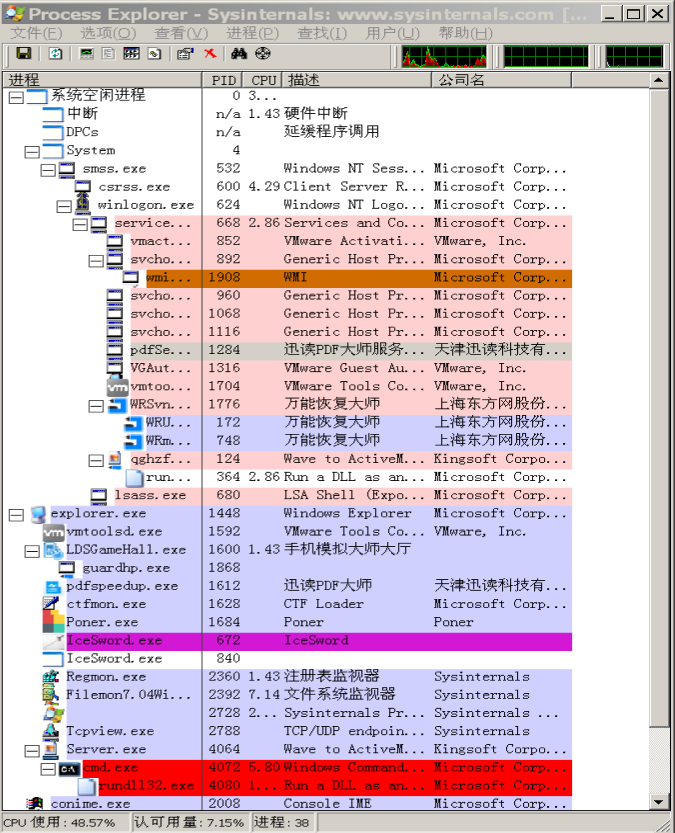 Process Explorer - Sysinternals: www.sysinternals.com [...
文件(F) 选项(O) 查看(V) 进程(P) 查找(I) 用户(U) 帮助(H)
进程 PID CPU 描述 公司名
系统空闲进程 0 3...
中断 n/a 1.43 硬件中断
DPCs n/a 延缓程序调用
System 4
smss.exe 532 Windows NT Sess... Microsoft Corp...
csrss.exe 600 4.29 Client Server R... Microsoft Corp...
winlogon.exe 624 Windows NT Logo... Microsoft Corp...
service... 668 2.86 Services and Co... Microsoft Corp...
vmact... 852 VMware Activati... VMware, Inc.
svcho... 892 Generic Host Pr... Microsoft Corp...
wmi... 1908 WMI Microsoft Corp...
svcho... 960 Generic Host Pr... Microsoft Corp...
svcho... 1068 Generic Host Pr... Microsoft Corp...
svcho... 1116 Generic Host Pr... Microsoft Corp...
pdfSe... 1284 迅读PDF大师服务... 天津迅读科技有...
VGAut... 1316 VMware Guest Au... VMware, Inc.
vmtoo... 1704 VMware Tools Co... VMware, Inc.
WRSvn... 1776 万能恢复大师 上海东方网股份...
WRU... 172 万能恢复大师 上海东方网股份...
WRm... 748 万能恢复大师 上海东方网股份...
qghzf... 124 Wave to ActiveM... Kingsoft Corpo...
run... 364 2.86 Run a DLL as an... Microsoft Corp...
lsass.exe 680 LSA Shell (Expo... Microsoft Corp...
explorer.exe 1448 Windows Explorer Microsoft Corp...
vmtoolsd.exe 1592 VMware Tools Co... VMware, Inc.
LDSGameHall.exe 1600 1.43 手机模拟大师大厅
guardhp.exe 1868
pdfspeedup.exe 1612 迅读PDF大师 天津迅读科技有...
ctfmon.exe 1628 CTF Loader Microsoft Corp...
Poner.exe 1684 Poner Poner
IceSword.exe 672 IceSword
IceSword.exe 840
Regmon.exe 2360 1.43 注册表监视器 Sysinternals
Filemon7.04Wi... 2392 7.14 文件系统监视器 Sysinternals
2728 2... Sysinternals Pr... Sysinternals ...
Tcpview.exe 2788 TCP/UDP endpoin... Sysinternals
Server.exe 4064 Wave to ActiveM... Kingsoft Corpo...
cmd.exe 4072 5.80 Windows Command... Microsoft Corp...
rundll32.exe 4080 1... Run a DLL as an... Microsoft Corp...
conime.exe 2008 Console IME Microsoft Corp...
CPU 使用: 48.57% 认可用量: 7.15% 进程: 38